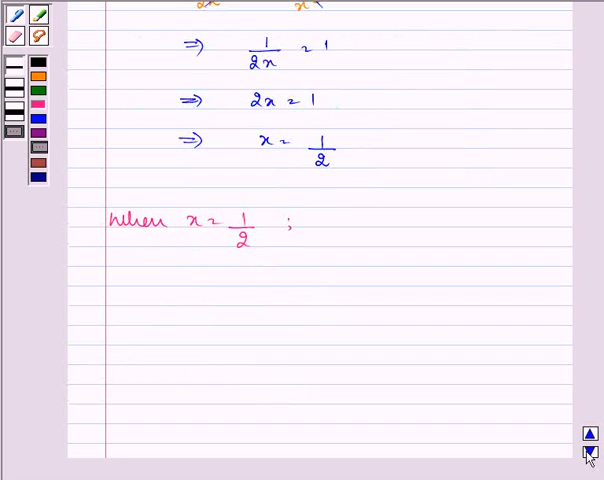 ⇒ 1/2x = 1
⇒ 2x = 1
⇒ x = 1/2
When x = 1/2 ;